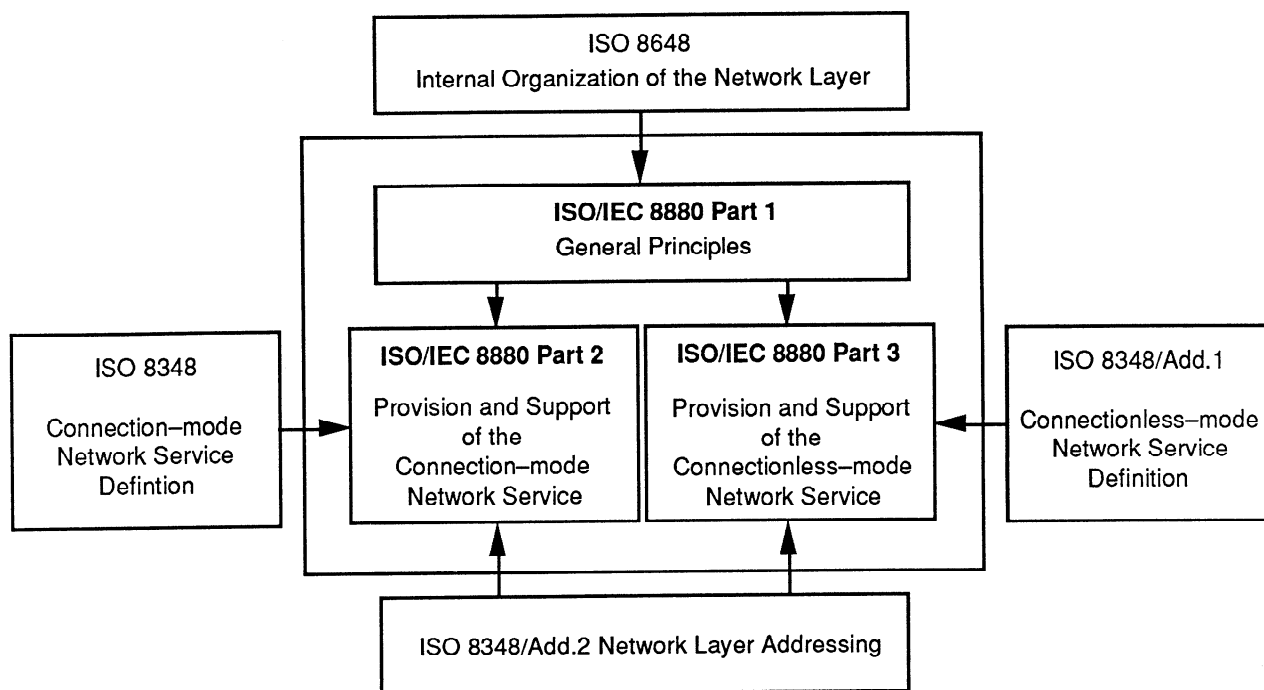 ISO 8648
Internal Organization of the Network Layer
ISO/IEC 8880 Part 1
General Principles
ISO 8348
Connection–mode
Network Service
Defintion
ISO/IEC 8880 Part 2
Provision and Support
of the
Connection–mode
Network Service
ISO/IEC 8880 Part 3
Provision and Support
of the
Connectionless–mode
Network Service
ISO 8348/Add.1
Connectionless–mode
Network Service
Definition
ISO 8348/Add.2 Network Layer Addressing